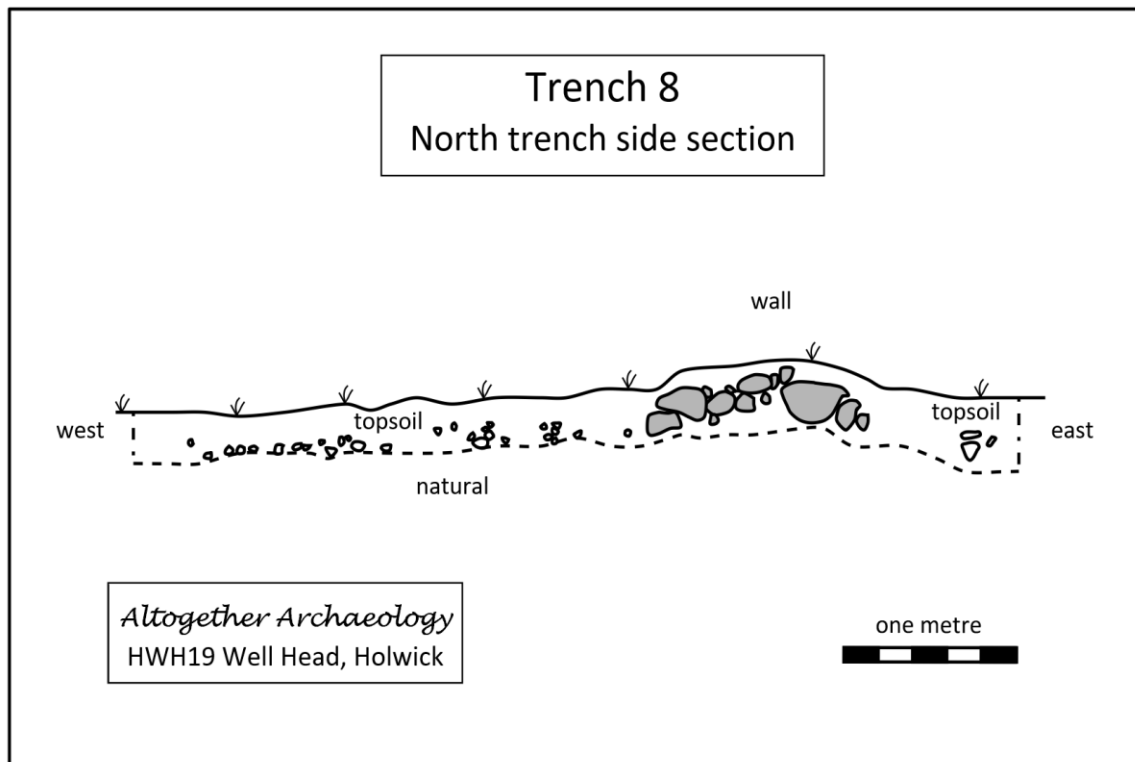 Trench 8
North trench side section
wall
topsoil
topsoil
west
east
natural
one metre
Altogether Archaeology
HWH19 Well Head, Holwick